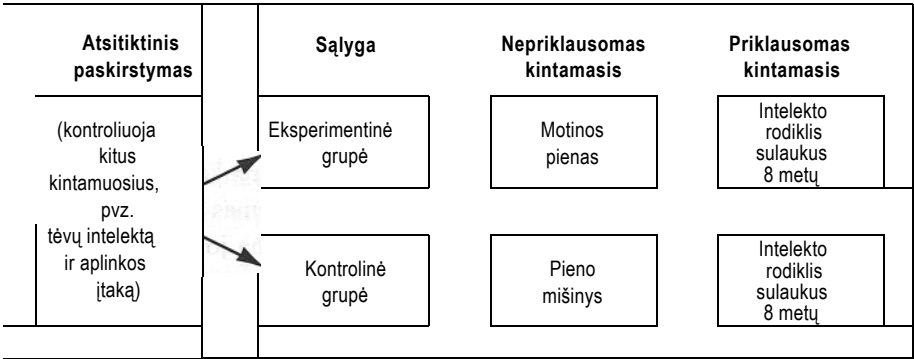 Atsitiktinis
paskirstymas
(kontroliuoja
kitus
kintamuosius,
pvz.
tėvų intelektą
ir aplinkos
įtaką)
Sąlyga
Eksperimentinė
grupė
Kontrolinė
grupė
Nepriklausomas
kintamasis
Motinos
pienas
Pieno
mišinys
Priklausomas
kintamasis
Intelekto
rodiklis
sulaukus
8 metų
Intelekto
rodiklis
sulaukus
8 metų